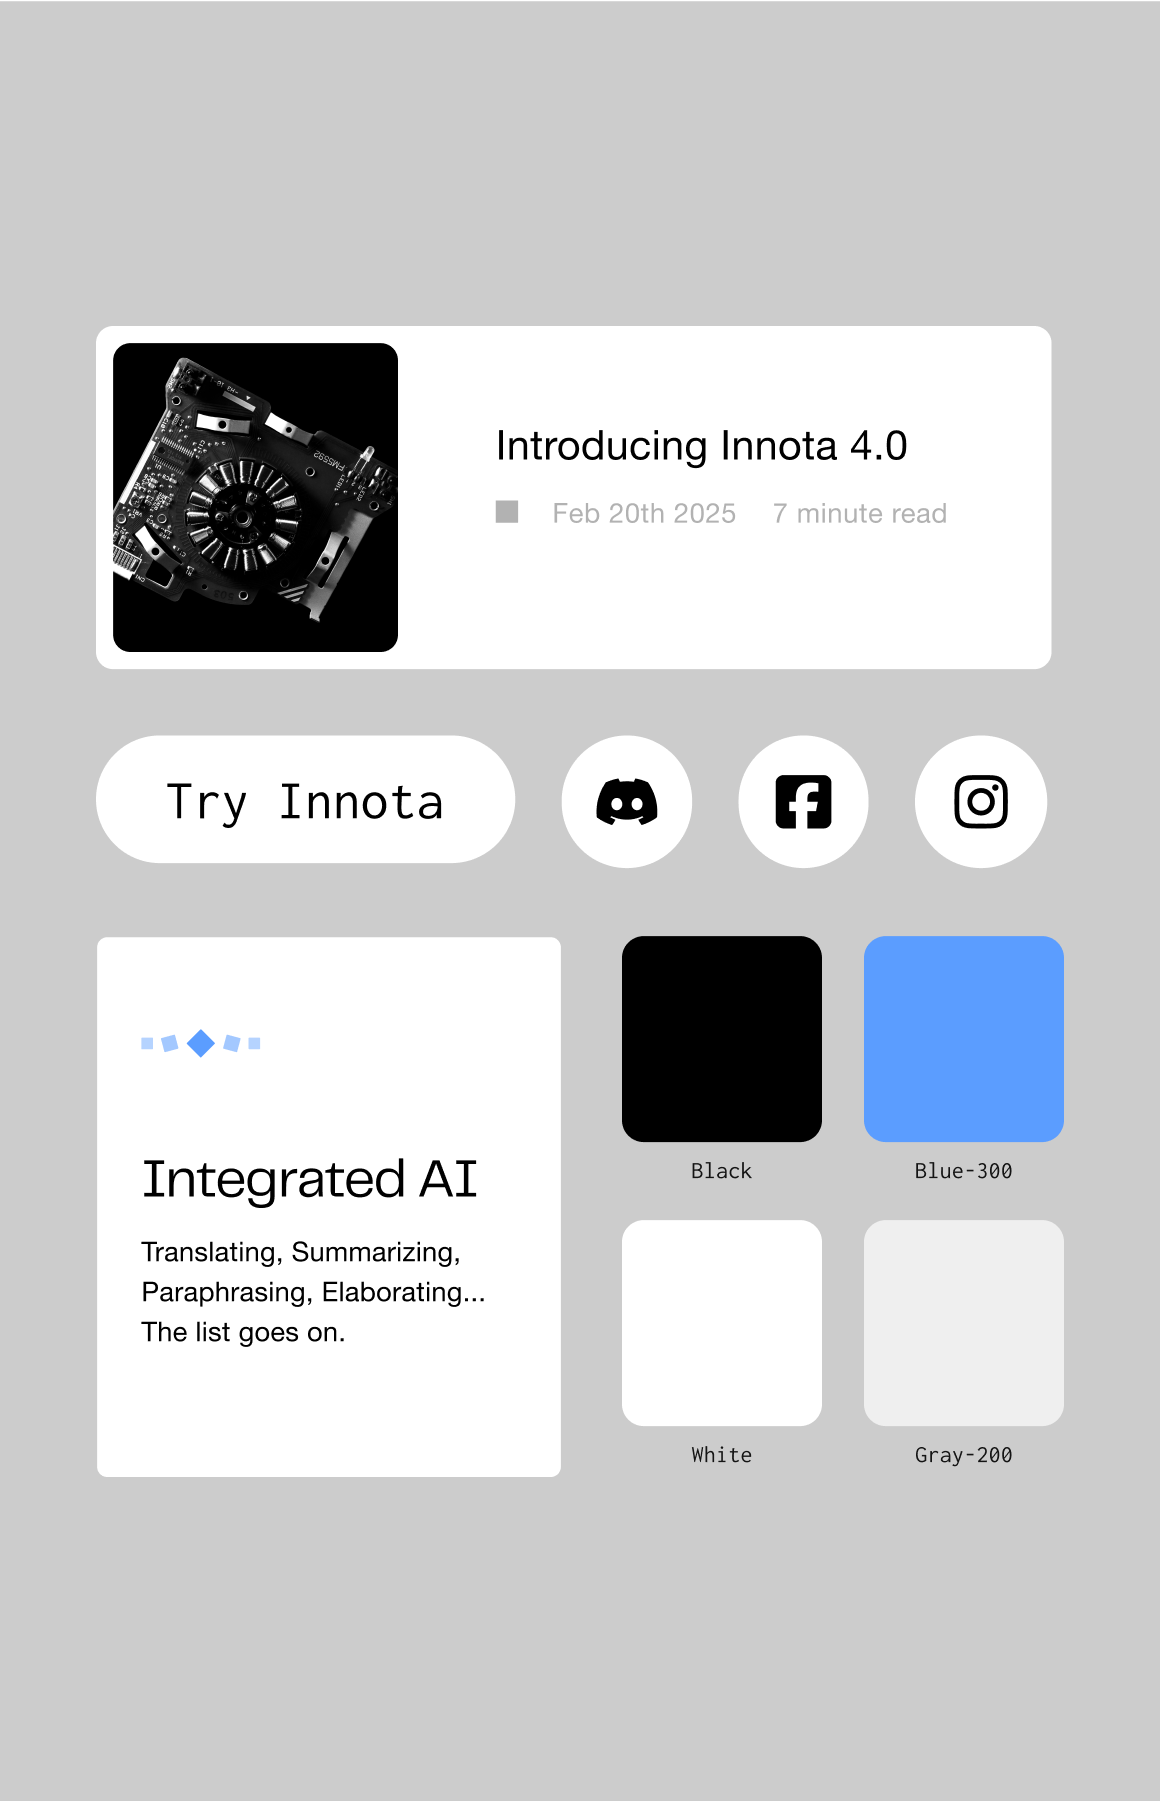 Introducing Innota 4.0
Feb 20th 2025 7 minute read
Try Innota
Integrated AI
Translating, Summarizing,
Paraphrasing, Elaborating...
The list goes on.
Black
Blue-300
White
Gray-200